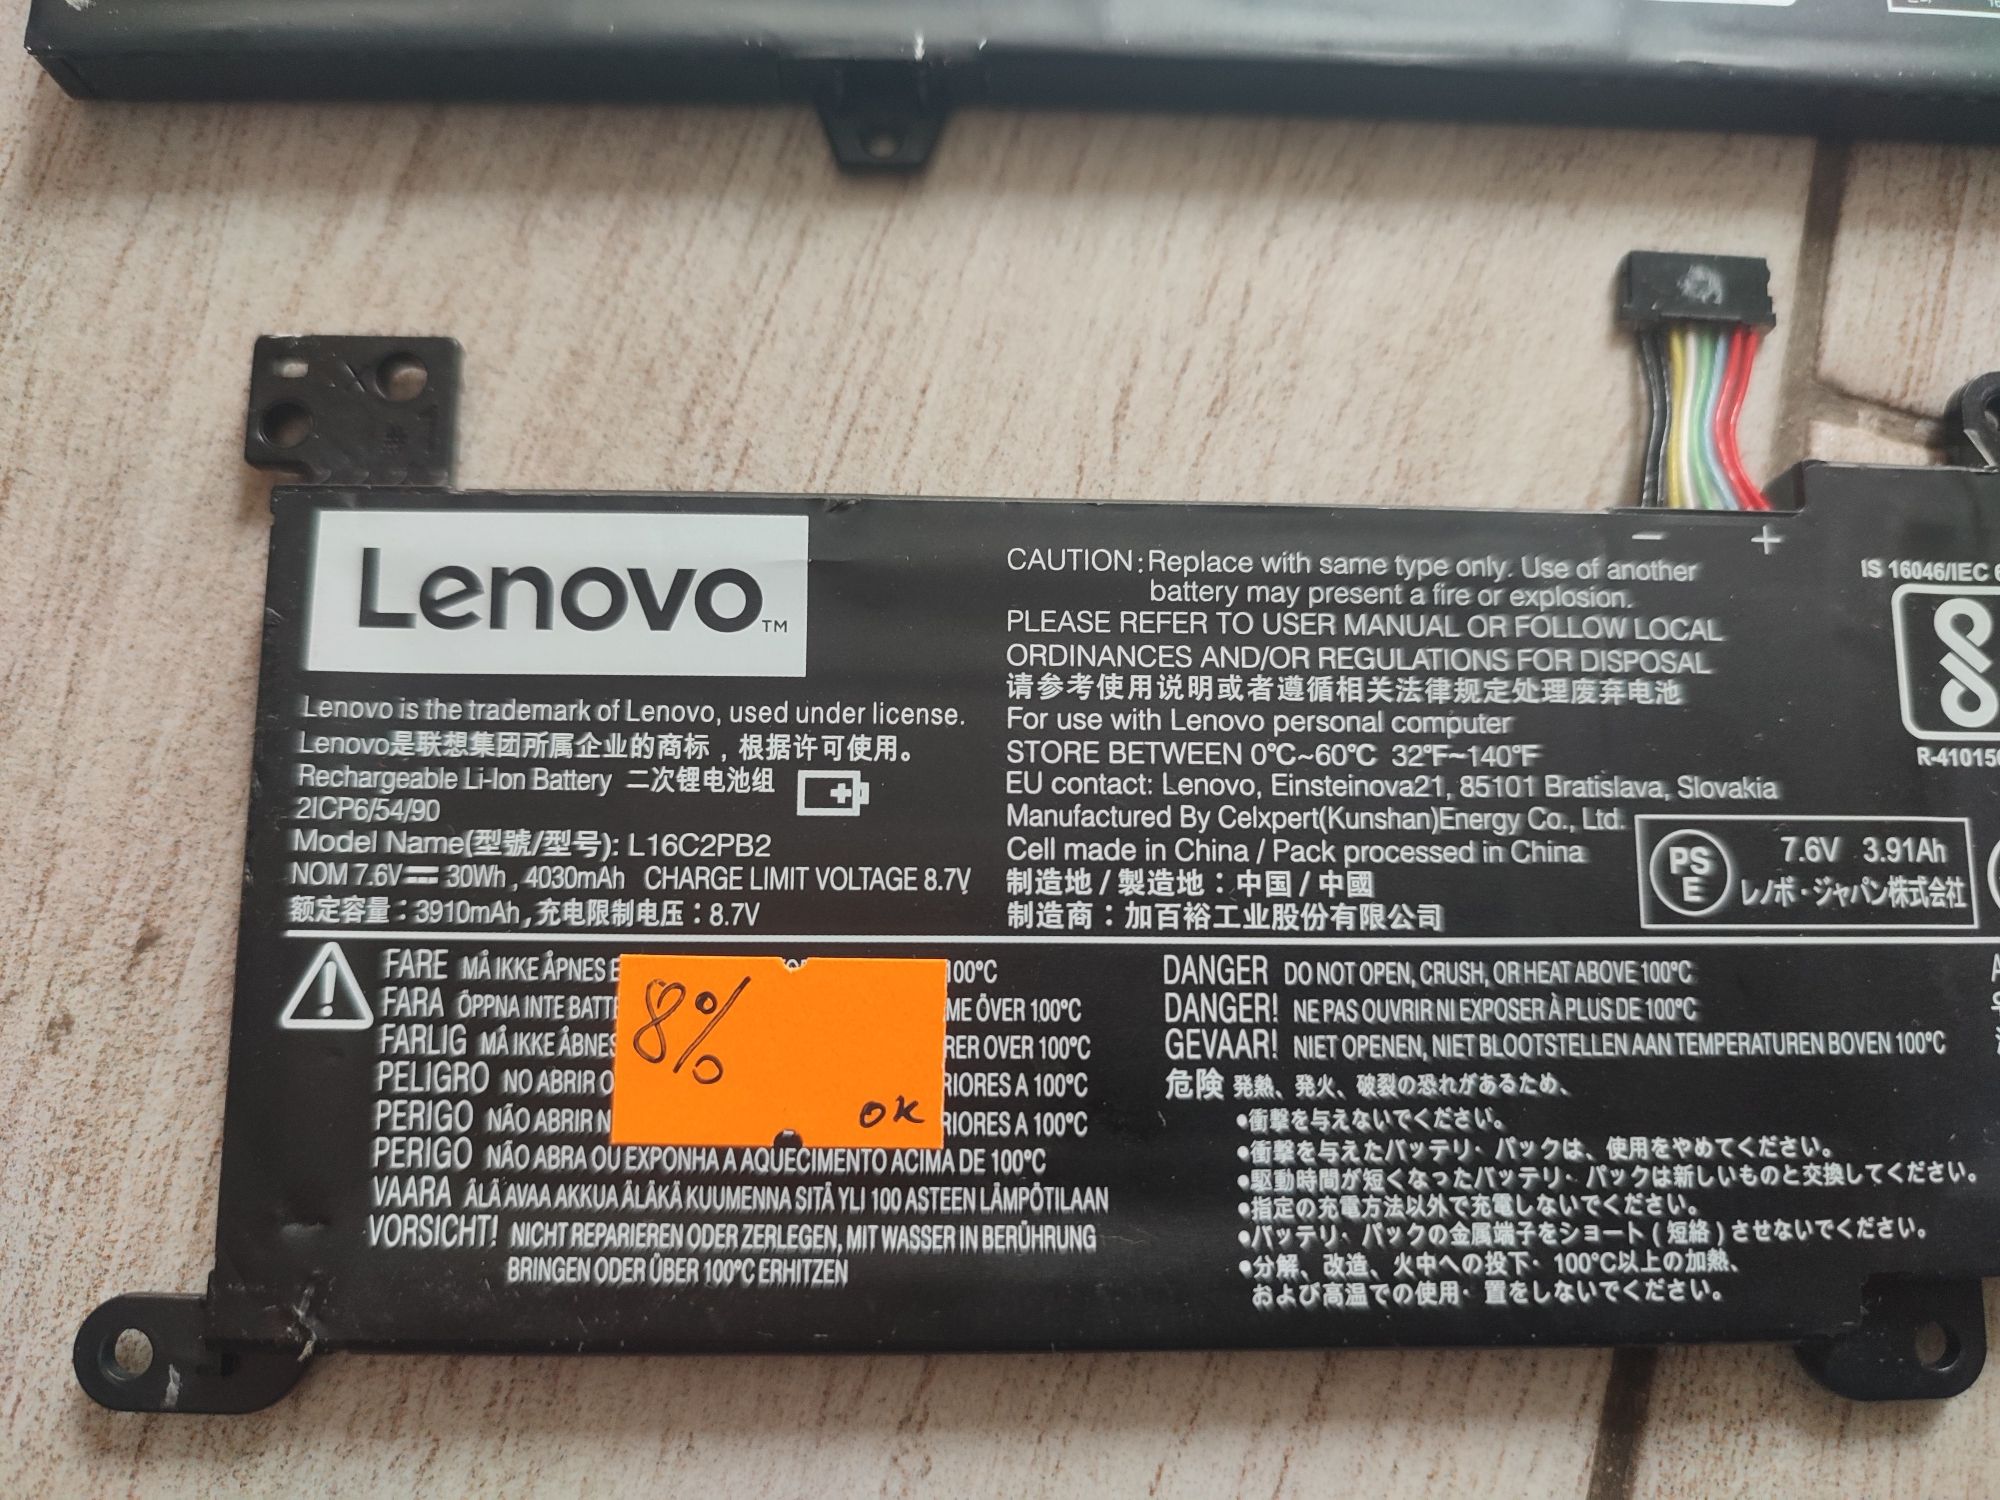 Lenovo™
Lenovo is the trademark of Lenovo, used under license.
Lenovo是联想集团所属企业的商标，根据许可使用。
Rechargeable Li-Ion Battery 二次锂电池组
2ICP6/54/90
Model Name(型號/型号): L16C2PB2
NOM 7.6V⎓ 30Wh, 4030mAh CHARGE LIMIT VOLTAGE 8.7V
额定容量：3910mAh,充电限制电压：8.7V
− +
CAUTION: Replace with same type only. Use of another
battery may present a fire or explosion.
PLEASE REFER TO USER MANUAL OR FOLLOW LOCAL
ORDINANCES AND/OR REGULATIONS FOR DISPOSAL
请参考使用说明或者遵循相关法律规定处理废弃电池
For use with Lenovo personal computer
STORE BETWEEN 0℃~60℃ 32℉~140℉
EU contact: Lenovo, Einsteinova21, 85101 Bratislava, Slovakia
Manufactured By Celxpert(Kunshan)Energy Co., Ltd.
Cell made in China / Pack processed in China
制造地 / 製造地：中国 / 中國
制造商：加百裕工业股份有限公司
IS 16046/IEC
R-410150
PS
E
7.6V 3.91Ah
レノボ・ジャパン株式会社
FARE MÅ IKKE ÅPNES 100°C
FARA ÖPPNA INTE BATT ME ÖVER 100°C
FARLIG MÅ IKKE ÅBNES RER OVER 100°C
PELIGRO NO ABRIR O RIORES A 100°C
PERIGO NÃO ABRIR N RIORES A 100°C
PERIGO NÃO ABRA OU EXPONHA A AQUECIMENTO ACIMA DE 100°C
VAARA ÄLÄ AVAA AKKUA ÄLÄKÄ KUUMENNA SITÄ YLI 100 ASTEEN LÄMPÖTILAAN
VORSICHT! NICHT REPARIEREN ODER ZERLEGEN, MIT WASSER IN BERÜHRUNG
BRINGEN ODER ÜBER 100°C ERHITZEN
8%
OK
DANGER DO NOT OPEN, CRUSH, OR HEAT ABOVE 100°C
DANGER! NE PAS OUVRIR NI EXPOSER À PLUS DE 100°C
GEVAAR! NIET OPENEN, NIET BLOOTSTELLEN AAN TEMPERATUREN BOVEN 100°C
危険 発熱、発火、破裂の恐れがあるため、
•衝撃を与えないでください。
•衝撃を与えたバッテリ・パックは、使用をやめてください。
•駆動時間が短くなったバッテリ・パックは新しいものと交換してください。
•指定の充電方法以外で充電しないでください。
•バッテリ・パックの金属端子をショート(短絡)させないでください。
•分解、改造、火中への投下・100°C以上の加熱、
および高温での使用・置をしないでください。